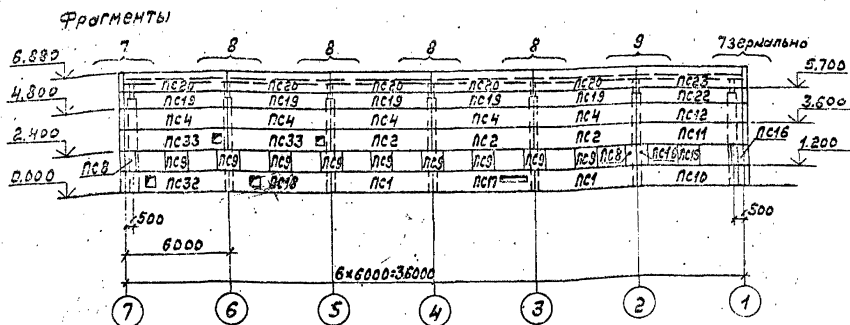 Фрагменты
7 8 8 8 8 9 7зеркально
6.880
ПС20 ПС20 ПС20 ПС20 ПС20 ПС23
5.700
4.800
ПС19 ПС19 ПС19 ПС19 ПС19 ПС22
ПС4 ПС4 ПС4 ПС4 ПС4 ПС12
3.600
2.400
ПС33 ПС33 ПС2 ПС2 ПС2 ПС11 ПС16
ПС8 ПС9 ПС9 ПС9 ПС9 ПС9 ПС9 ПС9 ПС9 ПС9 ПС8 ПС16 ПС15
1.200
0.000
ПС32 ПС18 ПС1 ПС17 ПС1 ПС10
500 500
6000
6×6000=36000
7 6 5 4 3 2 1